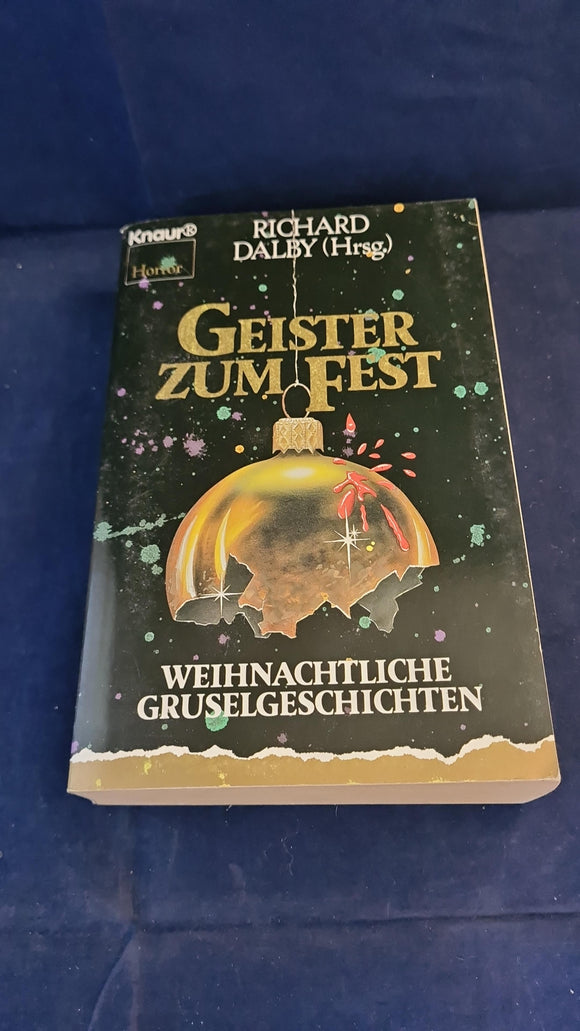 Knaur®
Horror
RICHARD
DALBY (Hrsg.)
GEISTER
ZUM FEST
WEIHNACHTLICHE
GRUSELGESCHICHTEN